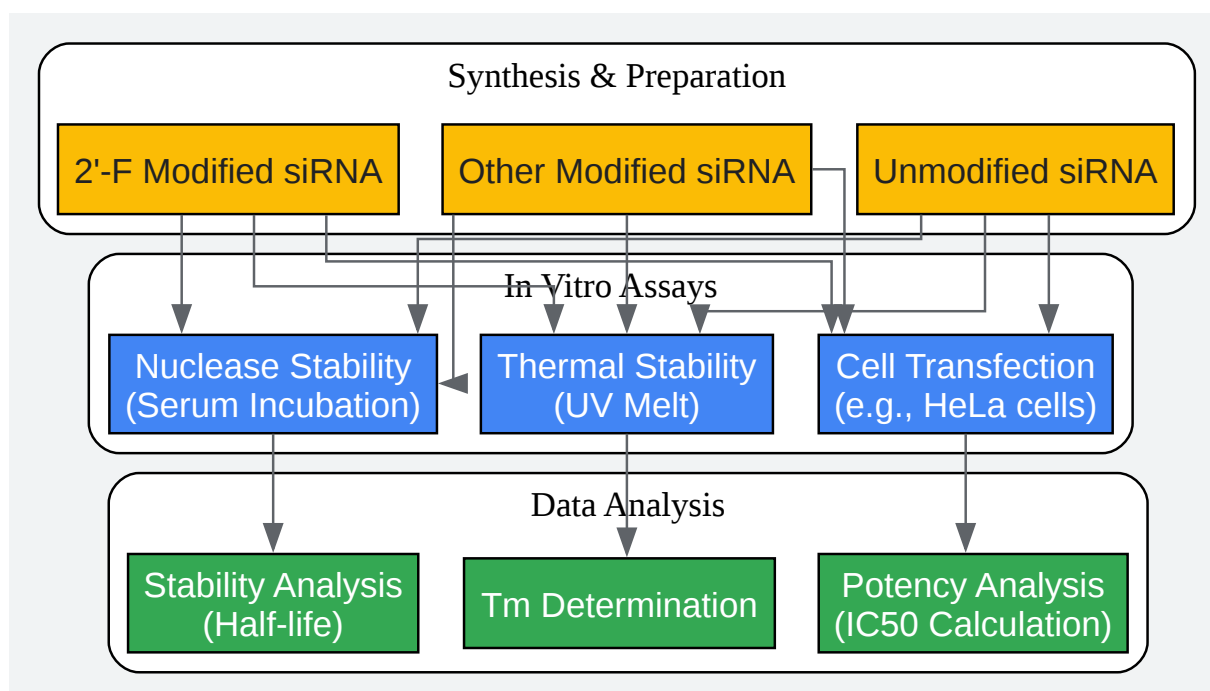 Synthesis & Preparation
2'-F Modified siRNA
Other Modified siRNA
Unmodified siRNA
In Vitro Assays
Nuclease Stability
(Serum Incubation)
Thermal Stability
(UV Melt)
Cell Transfection
(e.g., HeLa cells)
Data Analysis
Stability Analysis
(Half-life)
Tm Determination
Potency Analysis
(IC50 Calculation)